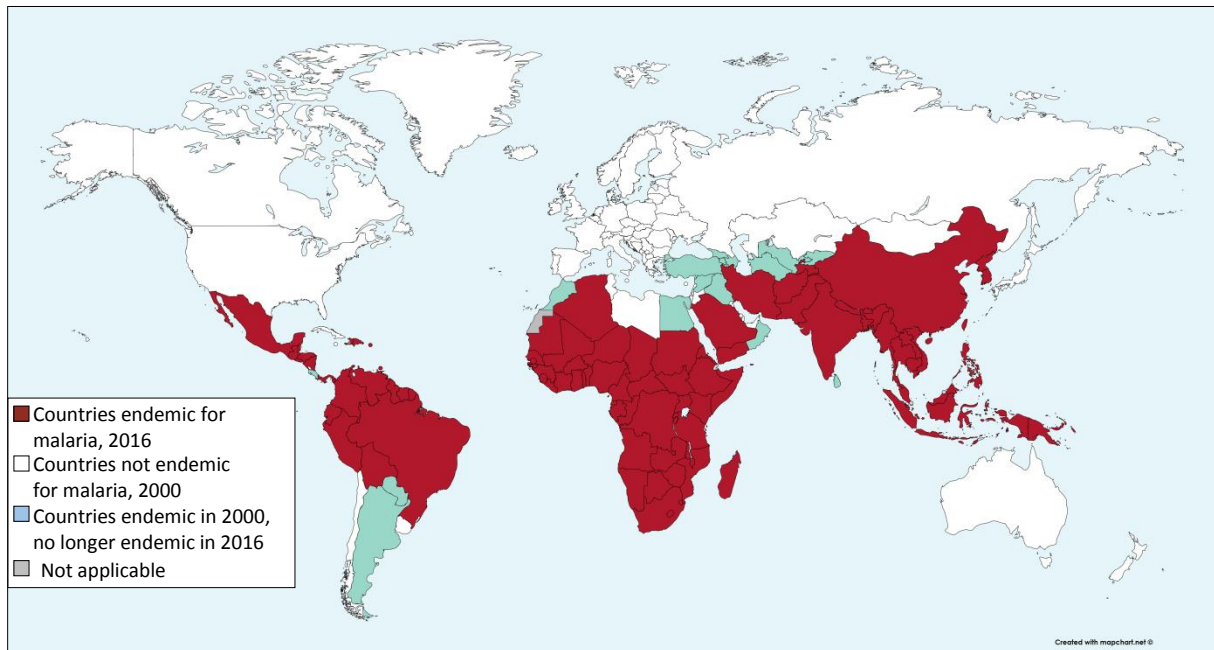 Countries endemic for
malaria, 2016
Countries not endemic
for malaria, 2000
Countries endemic in 2000,
no longer endemic in 2016
Not applicable
Created with mapchart.net ©